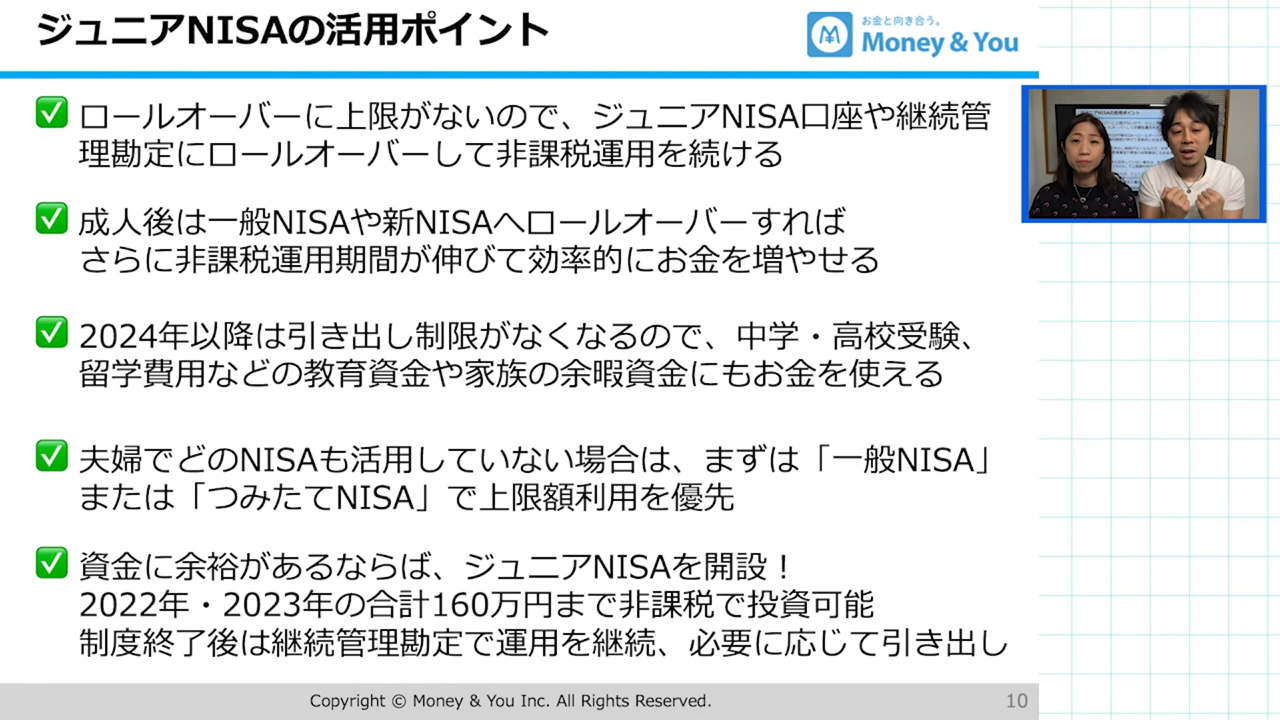 ジュニアNISAの活用ポイント
お金と向き合う。
Money & You
ロールオーバーに上限がないので、ジュニアNISA口座や継続管
理勘定にロールオーバーして非課税運用を続ける
成人後は一般NISAや新NISAへロールオーバーすれば
さらに非課税運用期間が伸びて効率的にお金を増やせる
2024年以降は引き出し制限がなくなるので、中学・高校受験、
留学費用などの教育資金や家族の余暇資金にもお金を使える
夫婦でどのNISAも活用していない場合は、まずは「一般NISA」
または「つみたてNISA」で上限額利用を優先
資金に余裕があるならば、ジュニアNISAを開設！
2022年・2023年の合計160万円まで非課税で投資可能
制度終了後は継続管理勘定で運用を継続、必要に応じて引き出し
Copyright © Money & You Inc. All Rights Reserved.
10